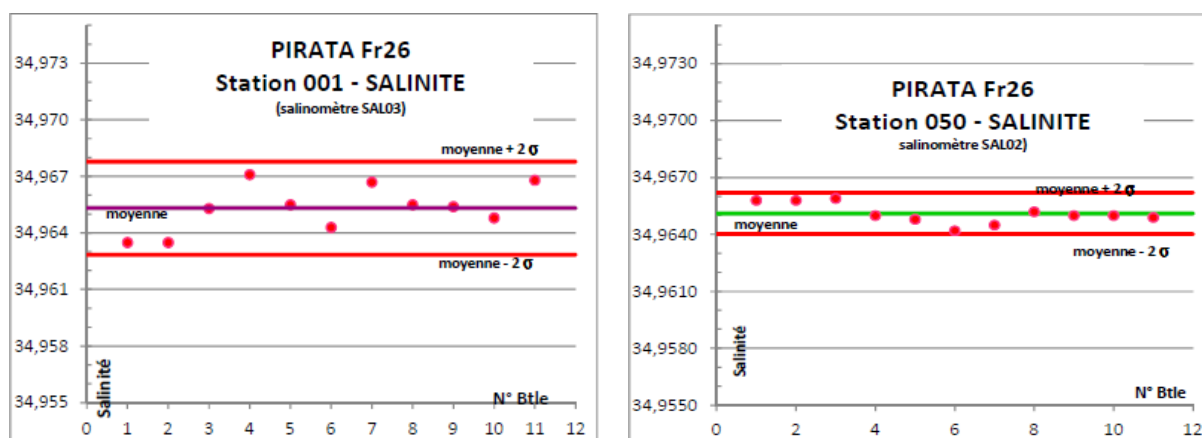 PIRATA Fr26
Station 001 - SALINITE
(salinomètre SAL03)
34,973
34,970
34,967
34,964
34,961
34,958
34,955
moyenne + 2 σ
moyenne
moyenne - 2 σ
Salinité
N° Btle
0 1 2 3 4 5 6 7 8 9 10 11 12
PIRATA Fr26
Station 050 - SALINITE
salinomètre SAL02)
34,9730
34,9700
34,9670
34,9640
34,9610
34,9580
34,9550
moyenne + 2 σ
moyenne
moyenne - 2 σ
Salinité
N° Btle
0 2 4 6 8 10 12